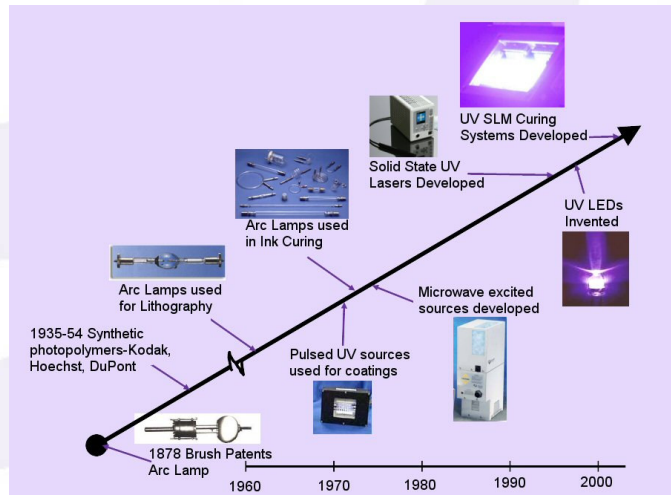 UV SLM Curing
Systems Developed
Solid State UV
Lasers Developed
UV LEDs
Invented
Arc Lamps used
in Ink Curing
Arc Lamps used
for Lithography
Microwave excited
sources developed
1935-54 Synthetic
photopolymers-Kodak,
Hoechst, DuPont
Pulsed UV sources
used for coatings
1878 Brush Patents
Arc Lamp
1960 1970 1980 1990 2000